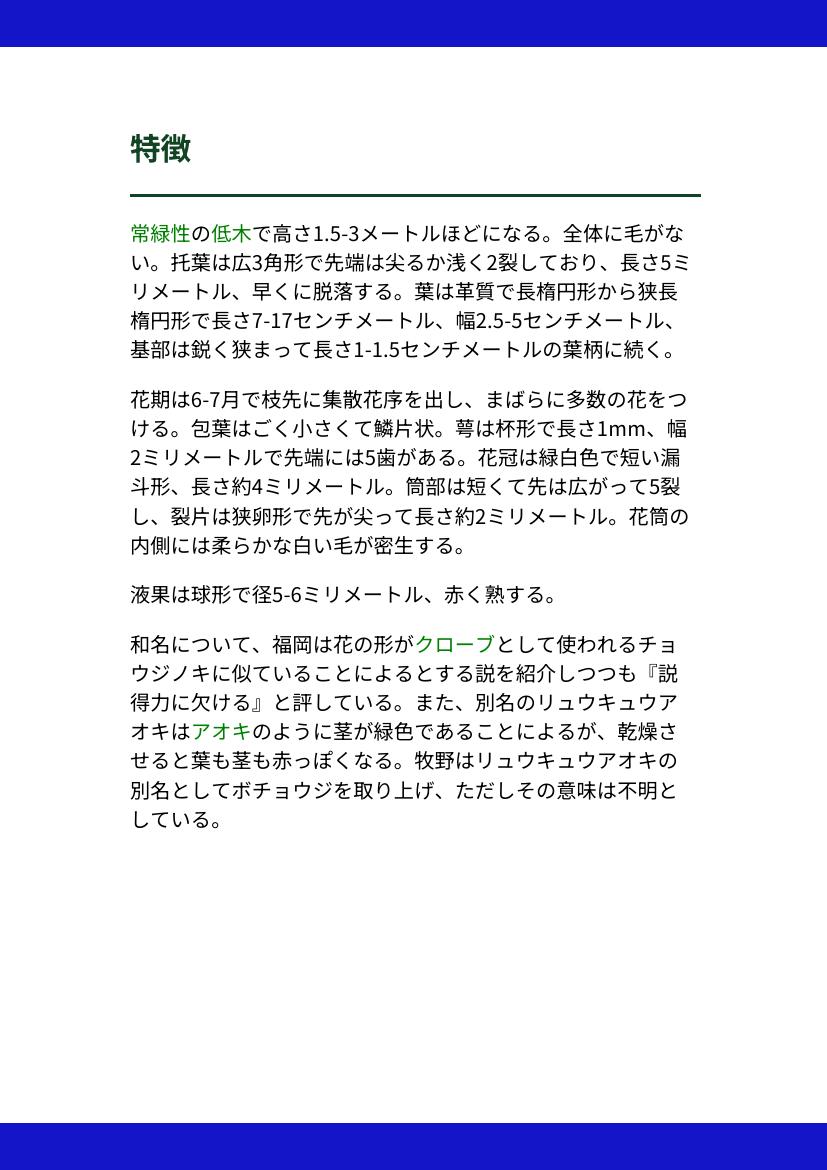 特徴
常緑性の低木で高さ1.5-3メートルほどになる。全体に毛がな
い。托葉は広3角形で先端は尖るか浅く2裂しており、長さ5ミ
リメートル、早くに脱落する。葉は革質で長楕円形から狭長
楕円形で長さ7-17センチメートル、幅2.5-5センチメートル、
基部は鋭く狭まって長さ1-1.5センチメートルの葉柄に続く。
花期は6-7月で枝先に集散花序を出し、まばらに多数の花をつ
ける。包葉はごく小さくて鱗片状。萼は杯形で長さ1mm、幅
2ミリメートルで先端には5歯がある。花冠は緑白色で短い漏
斗形、長さ約4ミリメートル。筒部は短くて先は広がって5裂
し、裂片は狭卵形で先が尖って長さ約2ミリメートル。花筒の
内側には柔らかな白い毛が密生する。
液果は球形で径5-6ミリメートル、赤く熟する。
和名について、福岡は花の形がクローブとして使われるチョ
ウジノキに似ていることによるとする説を紹介しつつも『説
得力に欠ける』と評している。また、別名のリュウキュウア
オキはアオキのように茎が緑色であることによるが、乾燥さ
せると葉も茎も赤っぽくなる。牧野はリュウキュウアオキの
別名としてボチョウジを取り上げ、ただしその意味は不明と
している。